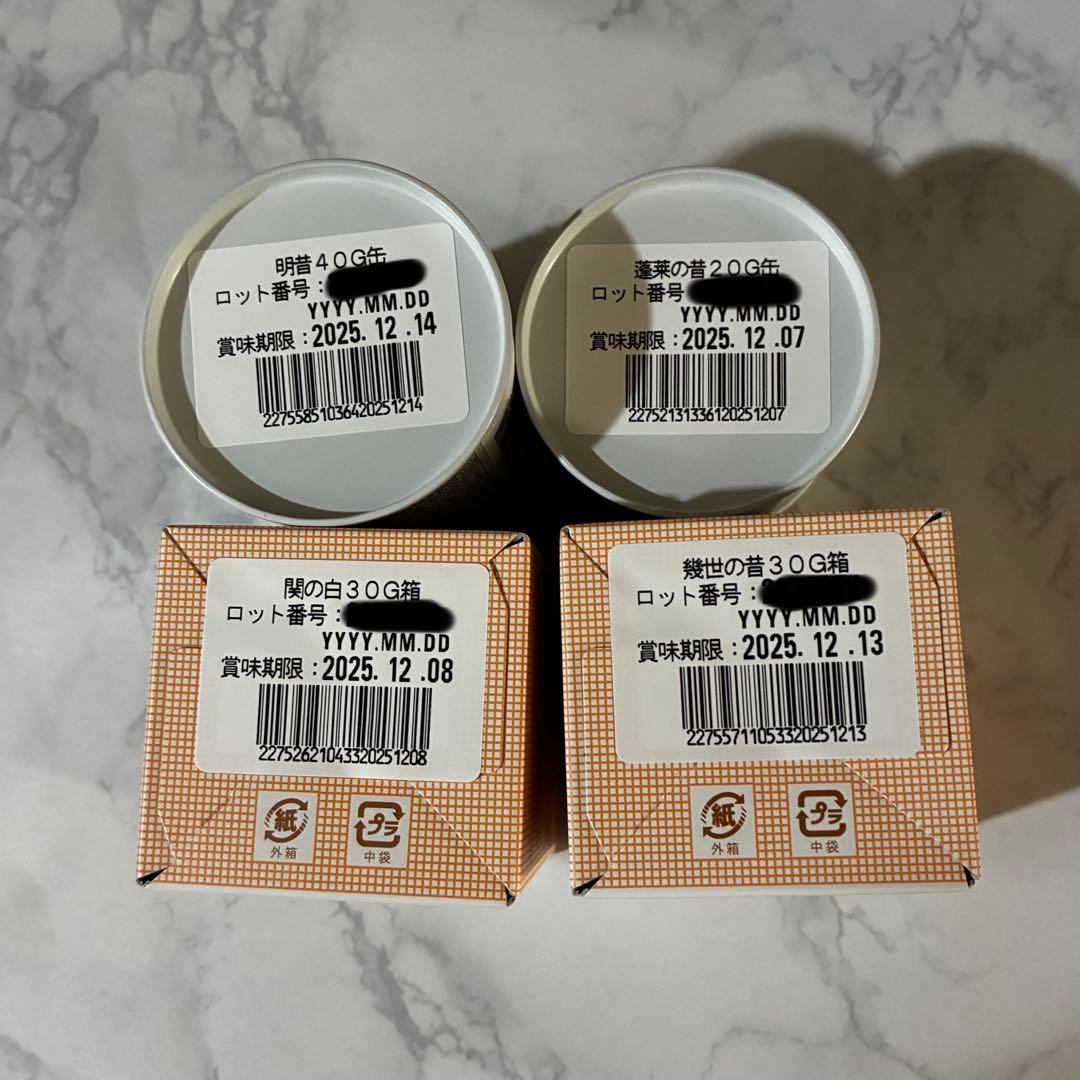 明昔４０Ｇ缶
ロット番号：
YYYY.MM.DD
賞味期限：2025. 12 .14
2275585103642025​1214
蓬莱の昔２０Ｇ缶
ロット番号
YYYY.MM.DD
賞味期限：2025. 12 .07
22752131336120251207
関の白３０Ｇ箱
ロット番号：
YYYY.MM.DD
賞味期限：2025. 12 .08
22752621043320251208
紙
外箱
プラ
中袋
幾世の昔３０Ｇ箱
ロット番号：
YYYY.MM.DD
賞味期限：2025. 12 .13
22755711053320251213
紙
外箱
プラ
中袋